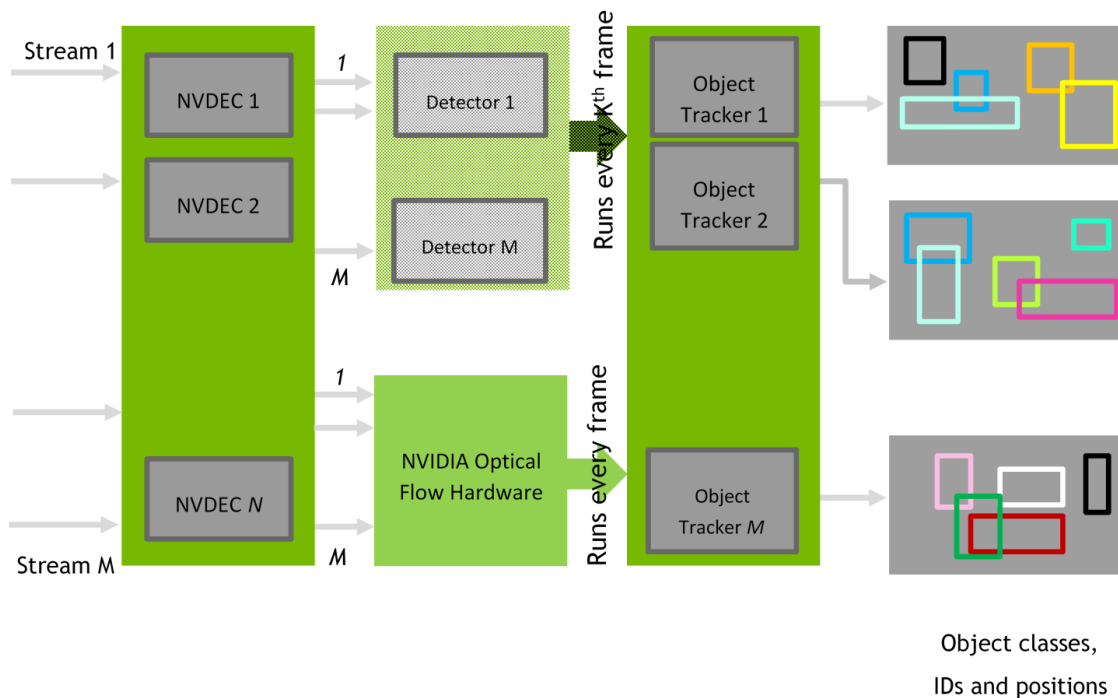 Stream 1
NVDEC 1
NVDEC 2
NVDEC N
Stream M
1
M
Detector 1
Detector M
1
M
NVIDIA Optical
Flow Hardware
Runs every Kth frame
Runs every frame
Object
Tracker 1
Object
Tracker 2
Object
Tracker M
Object classes,
IDs and positions